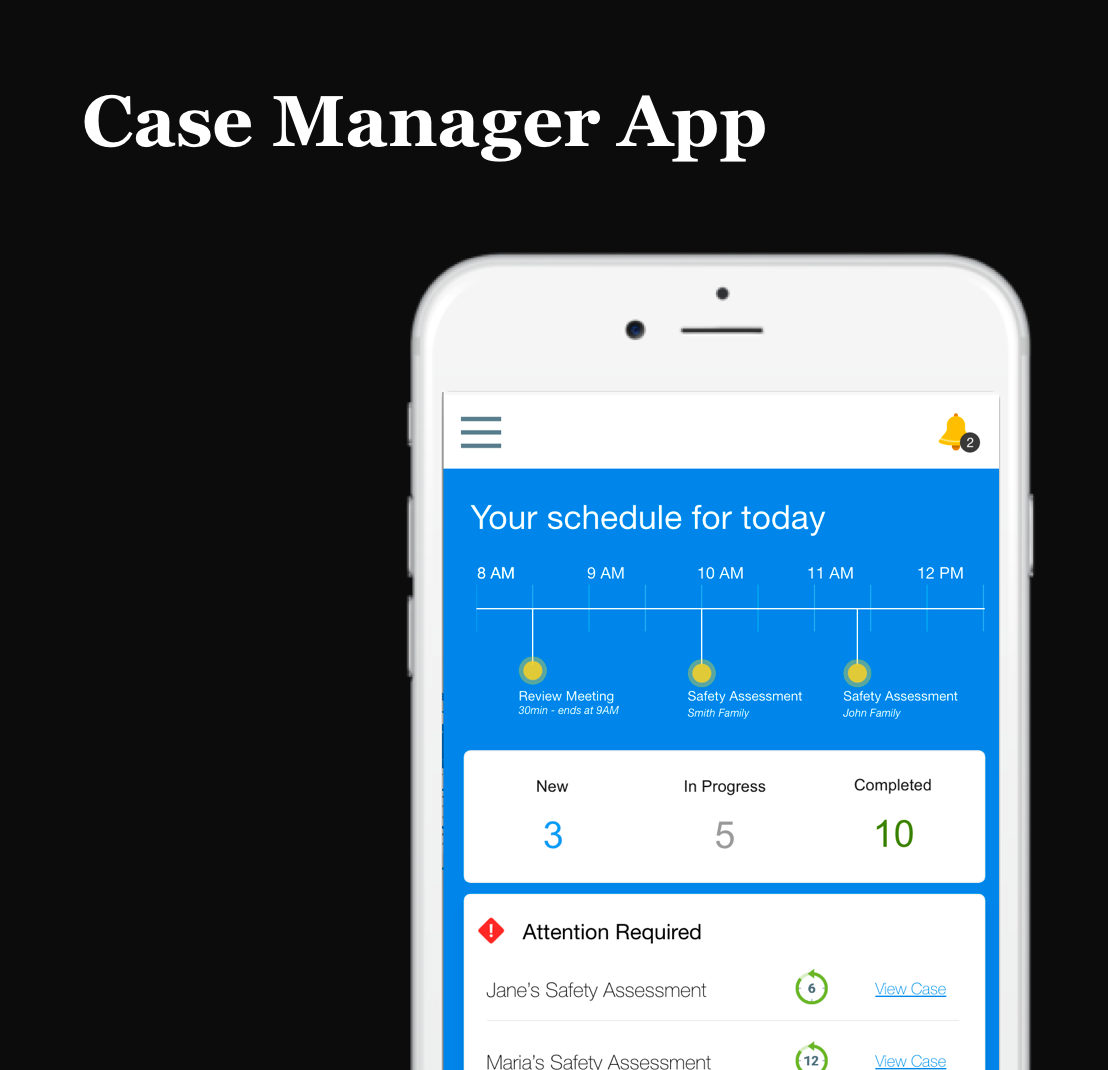 Case Manager App
2
Your schedule for today
8 AM 9 AM 10 AM 11 AM 12 PM
Review Meeting
30min - ends at 9AM
Safety Assessment
Smith Family
Safety Assessment
John Family
New In Progress Completed
3 5 10
Attention Required
Jane's Safety Assessment 6 View Case
Maria's Safety Assessment 12 View Case